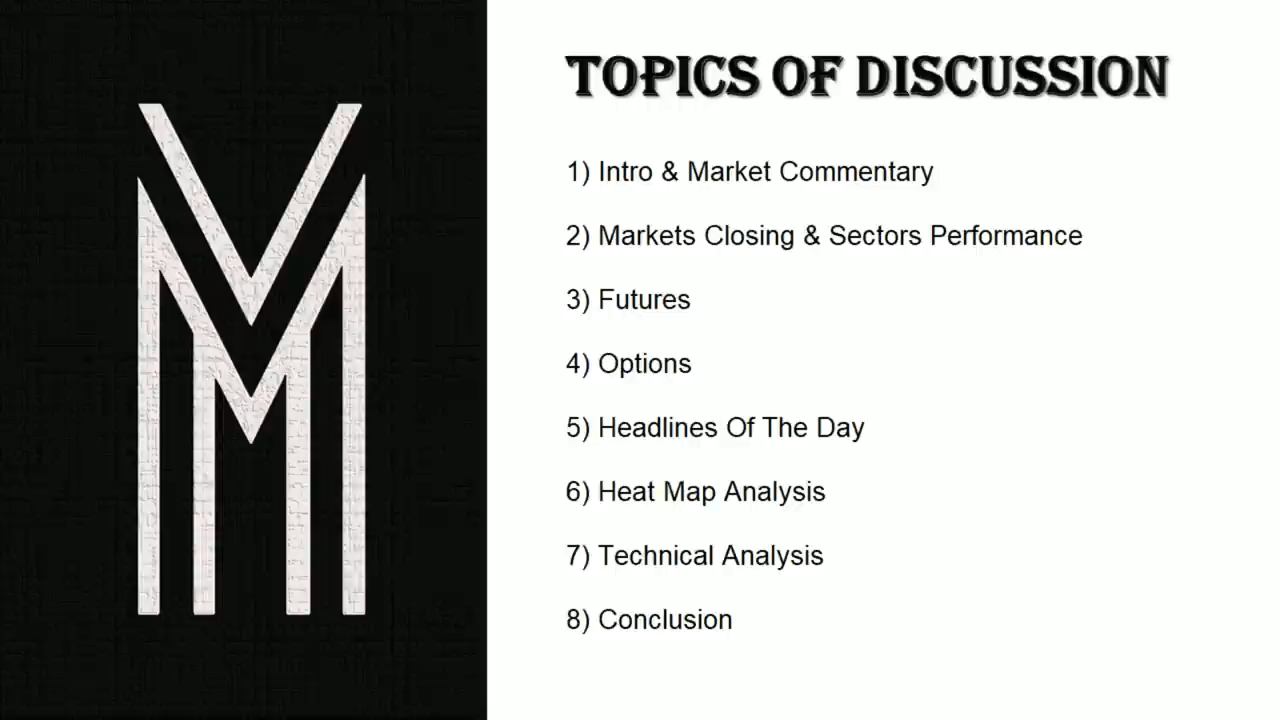 TOPICS OF DISCUSSION
1) Intro & Market Commentary
2) Markets Closing & Sectors Performance
3) Futures
4) Options
5) Headlines Of The Day
6) Heat Map Analysis
7) Technical Analysis
8) Conclusion